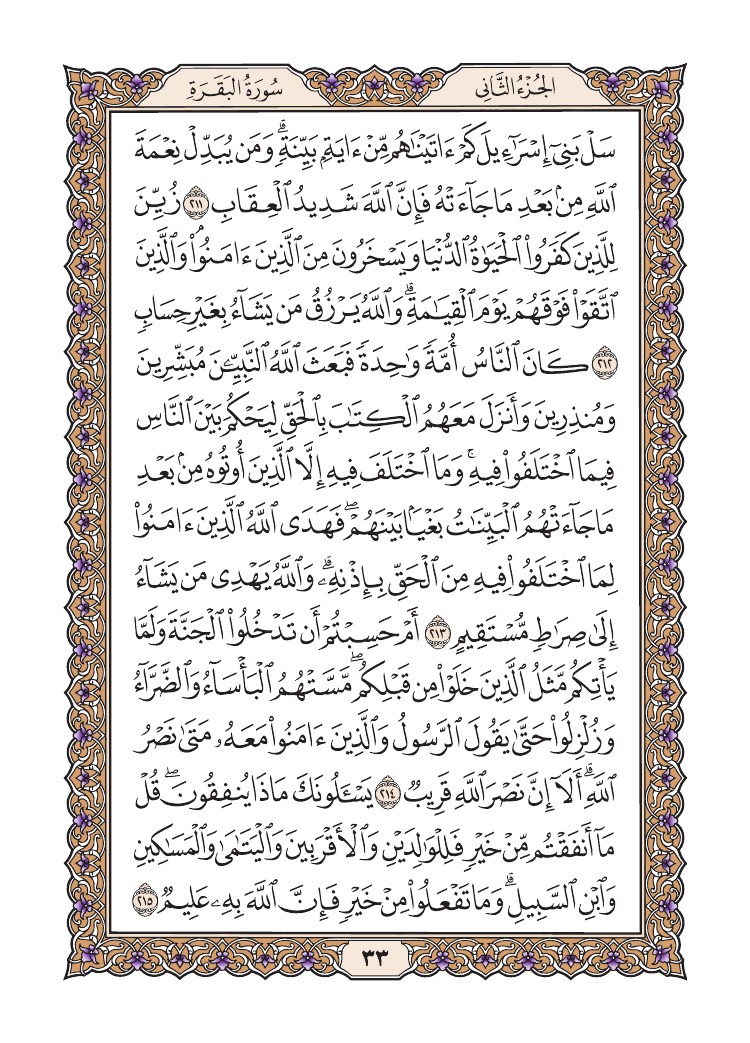 الجُزْءُ الثَّانِي
سُورَةُ البَقَرَةِ
سَلْ بَنِىٓ إِسْرَٰٓءِيلَ كَمْ ءَاتَيْنَـٰهُم مِّنْ ءَايَةٍۭ بَيِّنَةٍۗ وَمَن يُبَدِّلْ نِعْمَةَ
ٱللَّهِ مِنۢ بَعْدِ مَا جَآءَتْهُ فَإِنَّ ٱللَّهَ شَدِيدُ ٱلْعِقَابِ ٢١١ زُيِّنَ
لِلَّذِينَ كَفَرُوا۟ ٱلْحَيَوٰةُ ٱلدُّنْيَا وَيَسْخَرُونَ مِنَ ٱلَّذِينَ ءَامَنُوا۟ۘ وَٱلَّذِينَ
ٱتَّقَوْا۟ فَوْقَهُمْ يَوْمَ ٱلْقِيَـٰمَةِۗ وَٱللَّهُ يَرْزُقُ مَن يَشَآءُ بِغَيْرِ حِسَابٍ
٢١٢ كَانَ ٱلنَّاسُ أُمَّةً وَٰحِدَةً فَبَعَثَ ٱللَّهُ ٱلنَّبِيِّـۧنَ مُبَشِّرِينَ
وَمُنذِرِينَ وَأَنزَلَ مَعَهُمُ ٱلْكِتَـٰبَ بِٱلْحَقِّ لِيَحْكُمَ بَيْنَ ٱلنَّاسِ
فِيمَا ٱخْتَلَفُوا۟ فِيهِۚ وَمَا ٱخْتَلَفَ فِيهِ إِلَّا ٱلَّذِينَ أُوتُوهُ مِنۢ بَعْدِ
مَا جَآءَتْهُمُ ٱلْبَيِّنَـٰتُ بَغْيًۢا بَيْنَهُمْۖ فَهَدَى ٱللَّهُ ٱلَّذِينَ ءَامَنُوا۟
لِمَا ٱخْتَلَفُوا۟ فِيهِ مِنَ ٱلْحَقِّ بِإِذْنِهِۦۗ وَٱللَّهُ يَهْدِى مَن يَشَآءُ
إِلَىٰ صِرَٰطٍ مُّسْتَقِيمٍ ٢١٣ أَمْ حَسِبْتُمْ أَن تَدْخُلُوا۟ ٱلْجَنَّةَ وَلَمَّا
يَأْتِكُم مَّثَلُ ٱلَّذِينَ خَلَوْا۟ مِن قَبْلِكُمۖ مَّسَّتْهُمُ ٱلْبَأْسَآءُ وَٱلضَّرَّآءُ
وَزُلْزِلُوا۟ حَتَّىٰ يَقُولَ ٱلرَّسُولُ وَٱلَّذِينَ ءَامَنُوا۟ مَعَهُۥ مَتَىٰ نَصْرُ
ٱللَّهِۗ أَلَآ إِنَّ نَصْرَ ٱللَّهِ قَرِيبٌ ٢١٤ يَسْـَٔلُونَكَ مَاذَا يُنفِقُونَۖ قُلْ
مَآ أَنفَقْتُم مِّنْ خَيْرٍ فَلِلْوَٰلِدَيْنِ وَٱلْأَقْرَبِينَ وَٱلْيَتَـٰمَىٰ وَٱلْمَسَـٰكِينِ
وَٱبْنِ ٱلسَّبِيلِۗ وَمَا تَفْعَلُوا۟ مِنْ خَيْرٍ فَإِنَّ ٱللَّهَ بِهِۦ عَلِيمٌ ٢١٥
٣٣